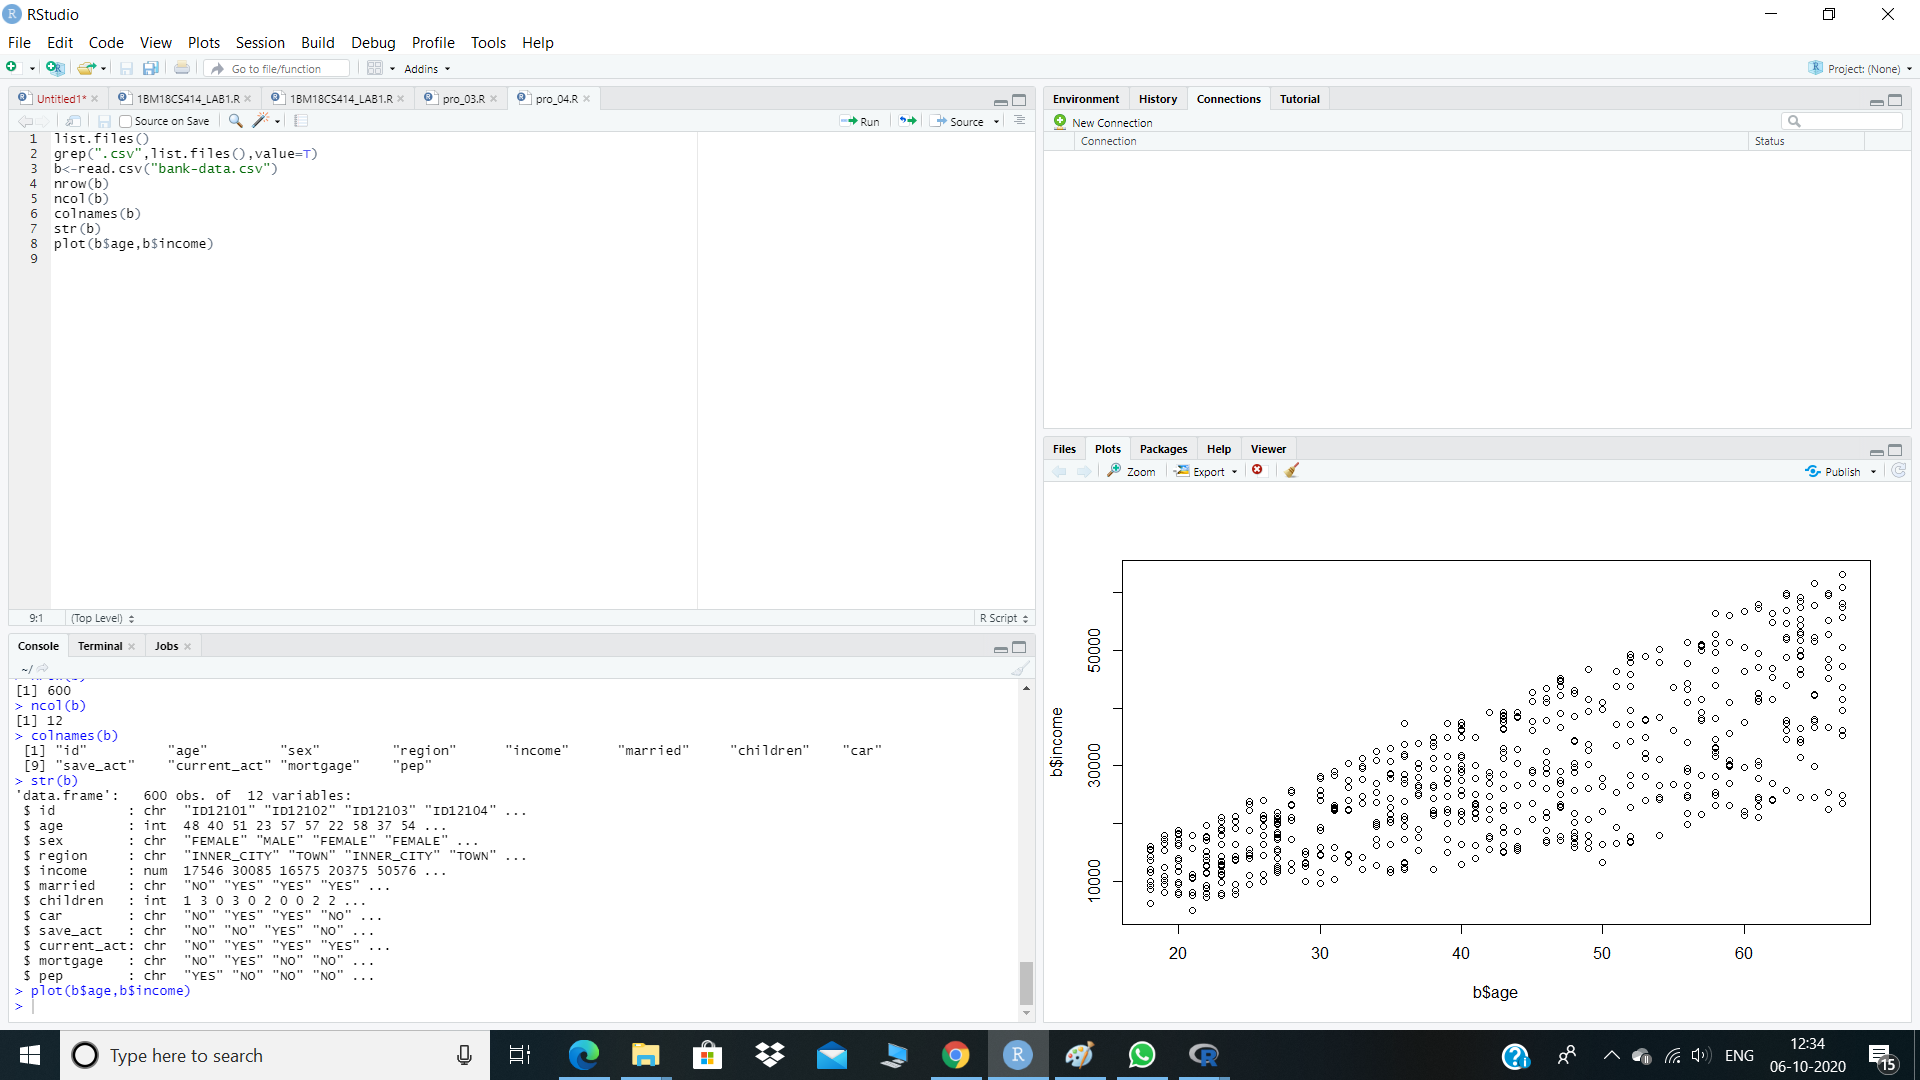 RStudio
File Edit Code View Plots Session Build Debug Profile Tools Help
Go to file/function Addins Project: (None)
Untitled1* 1BM18CS414_LAB1.R 1BM18CS414_LAB1.R pro_03.R pro_04.R
Source on Save Run Source
1 list.files()
2 grep(".csv",list.files(),value=T)
3 b<-read.csv("bank-data.csv")
4 nrow(b)
5 ncol(b)
6 colnames(b)
7 str(b)
8 plot(b$age,b$income)
9
9:1 (Top Level) R Script
Console Terminal Jobs
~/
[1] 600
> ncol(b)
[1] 12
> colnames(b)
[1] "id" "age" "sex" "region" "income" "married" "children" "car"
[9] "save_act" "current_act" "mortgage" "pep"
> str(b)
'data.frame': 600 obs. of 12 variables:
$ id : chr "ID12101" "ID12102" "ID12103" "ID12104" ...
$ age : int 48 40 51 23 57 57 22 58 37 54 ...
$ sex : chr "FEMALE" "MALE" "FEMALE" "FEMALE" ...
$ region : chr "INNER_CITY" "TOWN" "INNER_CITY" "TOWN" ...
$ income : num 17546 30085 16575 20375 50576 ...
$ married : chr "NO" "YES" "YES" "YES" ...
$ children : int 1 3 0 3 0 2 0 0 2 2 ...
$ car : chr "NO" "YES" "YES" "NO" ...
$ save_act : chr "NO" "NO" "YES" "NO" ...
$ current_act: chr "NO" "YES" "YES" "YES" ...
$ mortgage : chr "NO" "YES" "NO" "NO" ...
$ pep : chr "YES" "NO" "NO" "NO" ...
> plot(b$age,b$income)
>
Environment History Connections Tutorial
New Connection
Connection Status
Files Plots Packages Help Viewer
Zoom Export Publish
b$income
50000
30000
10000
20 30 40 50 60
b$age
Type here to search
ENG
12:34
06-10-2020
15